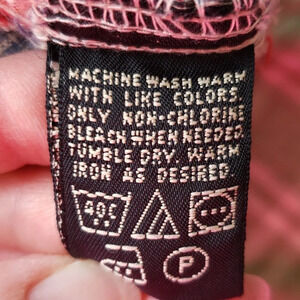 MACHINE WASH WARM
WITH LIKE COLORS.
ONLY NON-CHLORINE
BLEACH WHEN NEEDED
TUMBLE DRY. WARM
IRON AS DESIRED.
40C
P